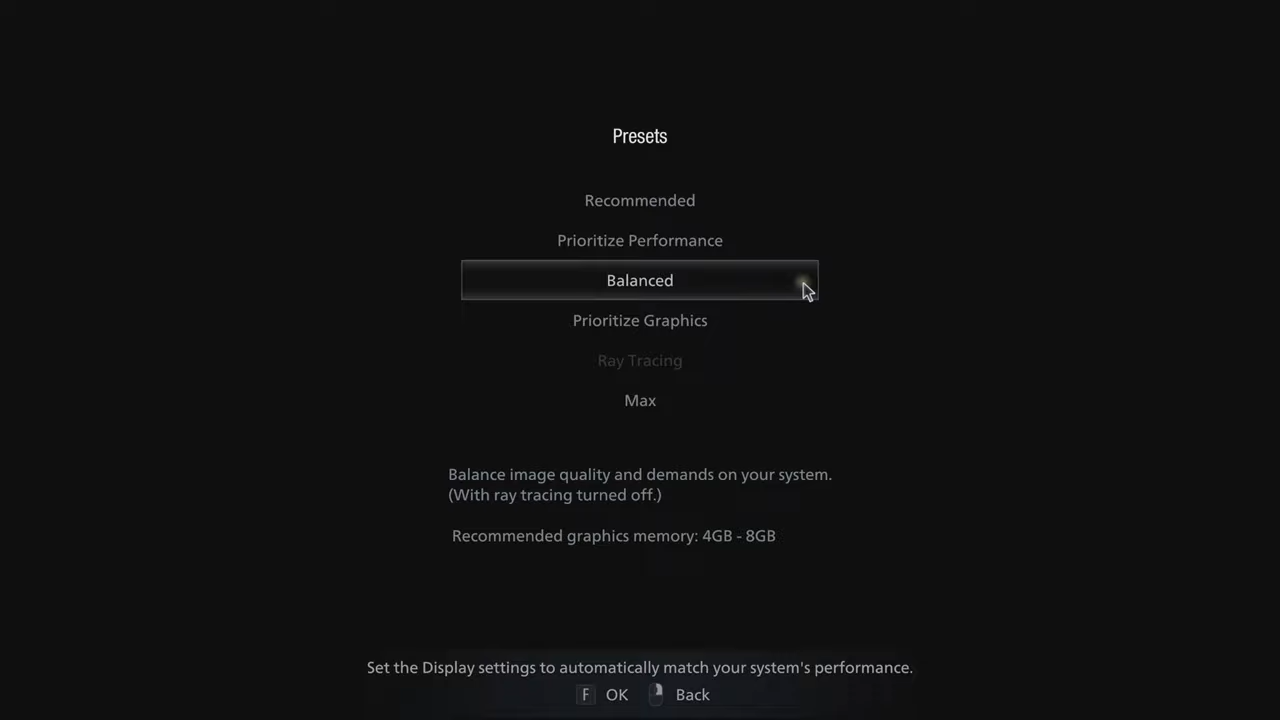 Presets
Recommended
Prioritize Performance
Balanced
Prioritize Graphics
Ray Tracing
Max
Balance image quality and demands on your system.
(With ray tracing turned off.)
Recommended graphics memory: 4GB - 8GB
Set the Display settings to automatically match your system's performance.
F OK Back